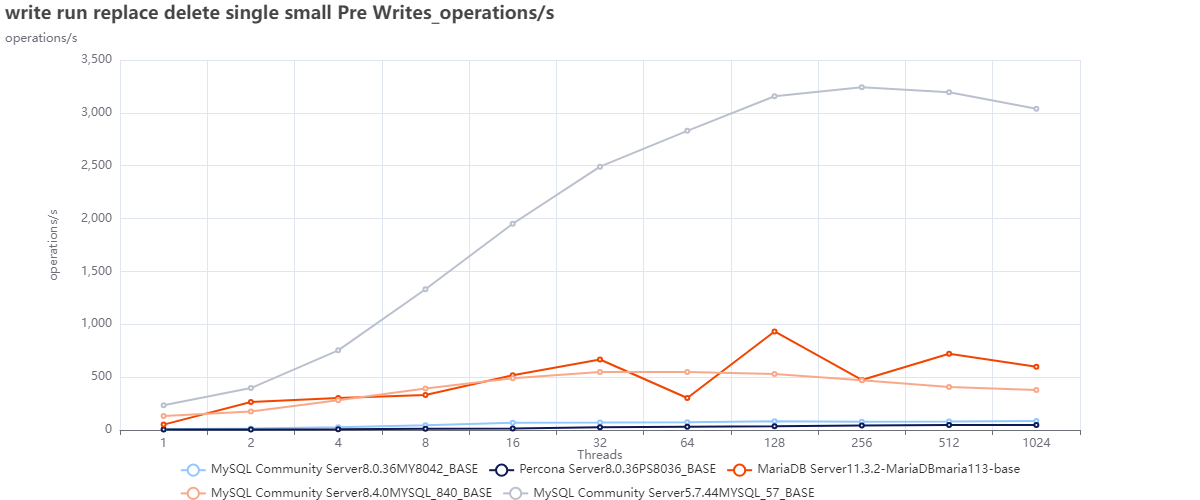 write run replace delete single small Pre Writes_operations/s
operations/s
3,500
3,000
2,500
2,000
1,500
1,000
500
0
operations/s
1 2 4 8 16 32 64 128 256 512 1024
Threads
MySQL Community Server8.0.36MY8042_BASE Percona Server8.0.36PS8036_BASE MariaDB Server11.3.2-MariaDBmaria113-base
MySQL Community Server8.4.0MYSQL_840_BASE MySQL Community Server5.7.44MYSQL_57_BASE